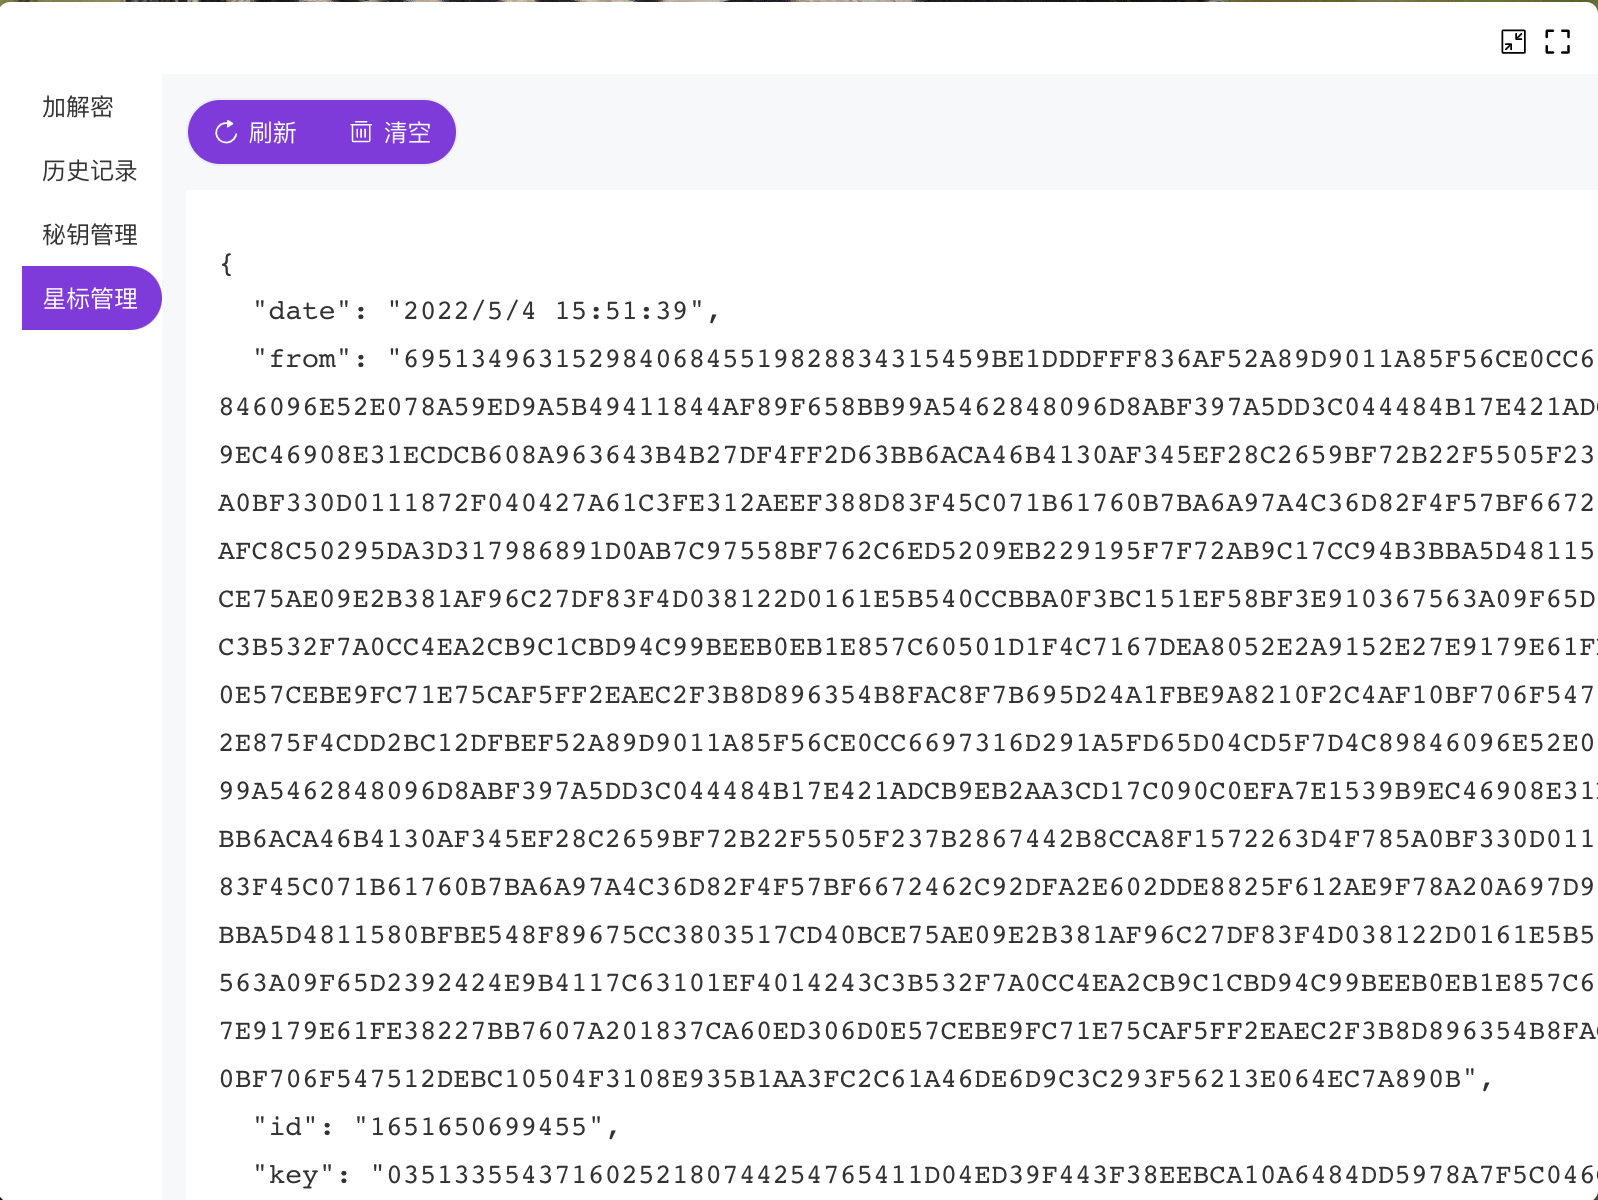 加解密
历史记录
秘钥管理
星标管理
刷新 清空
{
"date": "2022/5/4 15:51:39",
"from": "69513496315298406845519828834315459BE1DDDFFF836AF52A89D9011A85F56CE0CC6
846096E52E078A59ED9A5B49411844AF89F658BB99A5462848096D8ABF397A5DD3C044484B17E421AD
9EC46908E31ECDCB608A963643B4B27DF4FF2D63BB6ACA46B4130AF345EF28C2659BF72B22F5505F23
A0BF330D0111872F040427A61C3FE312AEEF388D83F45C071B61760B7BA6A97A4C36D82F4F57BF6672
AFC8C50295DA3D317986891D0AB7C97558BF762C6ED5209EB229195F7F72AB9C17CC94B3BBA5D48115
CE75AE09E2B381AF96C27DF83F4D038122D0161E5B540CCBBA0F3BC151EF58BF3E910367563A09F65D
C3B532F7A0CC4EA2CB9C1CBD94C99BEEB0EB1E857C60501D1F4C7167DEA8052E2A9152E27E9179E61F
0E57CEBE9FC71E75CAF5FF2EAEC2F3B8D896354B8FAC8F7B695D24A1FBE9A8210F2C4AF10BF706F547
2E875F4CDD2BC12DFBEF52A89D9011A85F56CE0CC6697316D291A5FD65D04CD5F7D4C89846096E52E0
99A5462848096D8ABF397A5DD3C044484B17E421ADCB9EB2AA3CD17C090C0EFA7E1539B9EC46908E31
BB6ACA46B4130AF345EF28C2659BF72B22F5505F237B2867442B8CCA8F1572263D4F785A0BF330D011
83F45C071B61760B7BA6A97A4C36D82F4F57BF6672462C92DFA2E602DDE8825F612AE9F78A20A697D9
BBA5D4811580BFBE548F89675CC3803517CD40BCE75AE09E2B381AF96C27DF83F4D038122D0161E5B5
563A09F65D2392424E9B4117C63101EF4014243C3B532F7A0CC4EA2CB9C1CBD94C99BEEB0EB1E857C6
7E9179E61FE38227BB7607A201837CA60ED306D0E57CEBE9FC71E75CAF5FF2EAEC2F3B8D896354B8FA
0BF706F547512DEBC10504F3108E935B1AA3FC2C61A46DE6D9C3C293F56213E064EC7A890B",
"id": "1651650699455",
"key": "03513355437160252180744254765411D04ED39F443F38EEBCA10A6484DD5978A7F5C046